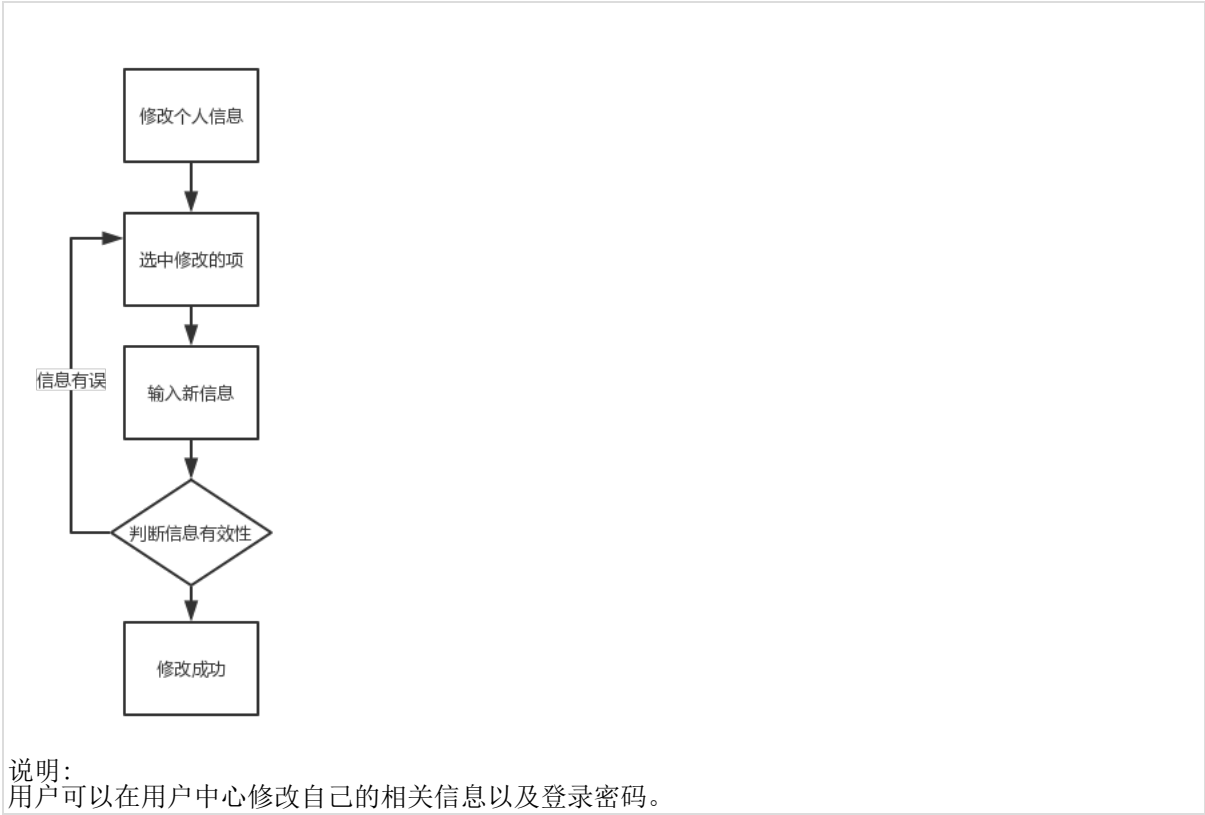 修改个人信息
选中修改的项
信息有误
输入新信息
判断信息有效性
修改成功
说明:
用户可以在用户中心修改自己的相关信息以及登录密码。